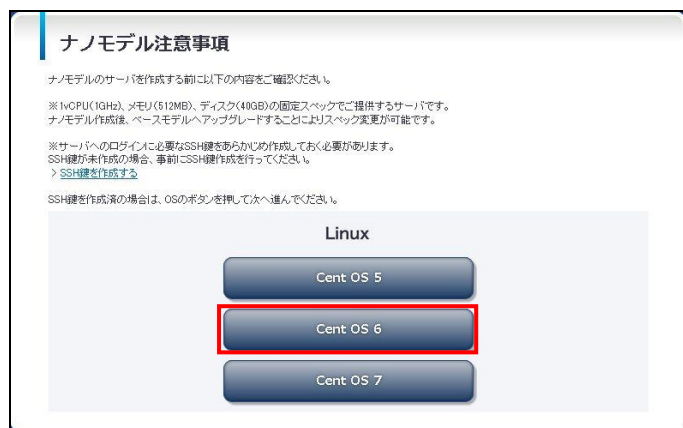 ナノモデル注意事項
ナノモデルのサーバを作成する前に以下の内容をご確認ください。
※1vCPU(1GHz)、メモリ(512MB)、ディスク(40GB)の固定スペックでご提供するサーバです。
ナノモデル作成後、ベースモデルへアップグレードすることによりスペック変更が可能です。
※サーバへのログインに必要なSSH鍵をあらかじめ作成しておく必要があります。
SSH鍵が未作成の場合、事前にSSH鍵作成を行ってください。
> SSH鍵を作成する
SSH鍵を作成済の場合は、OSのボタンを押して次へ進んでください。
Linux
Cent OS 5
Cent OS 6
Cent OS 7